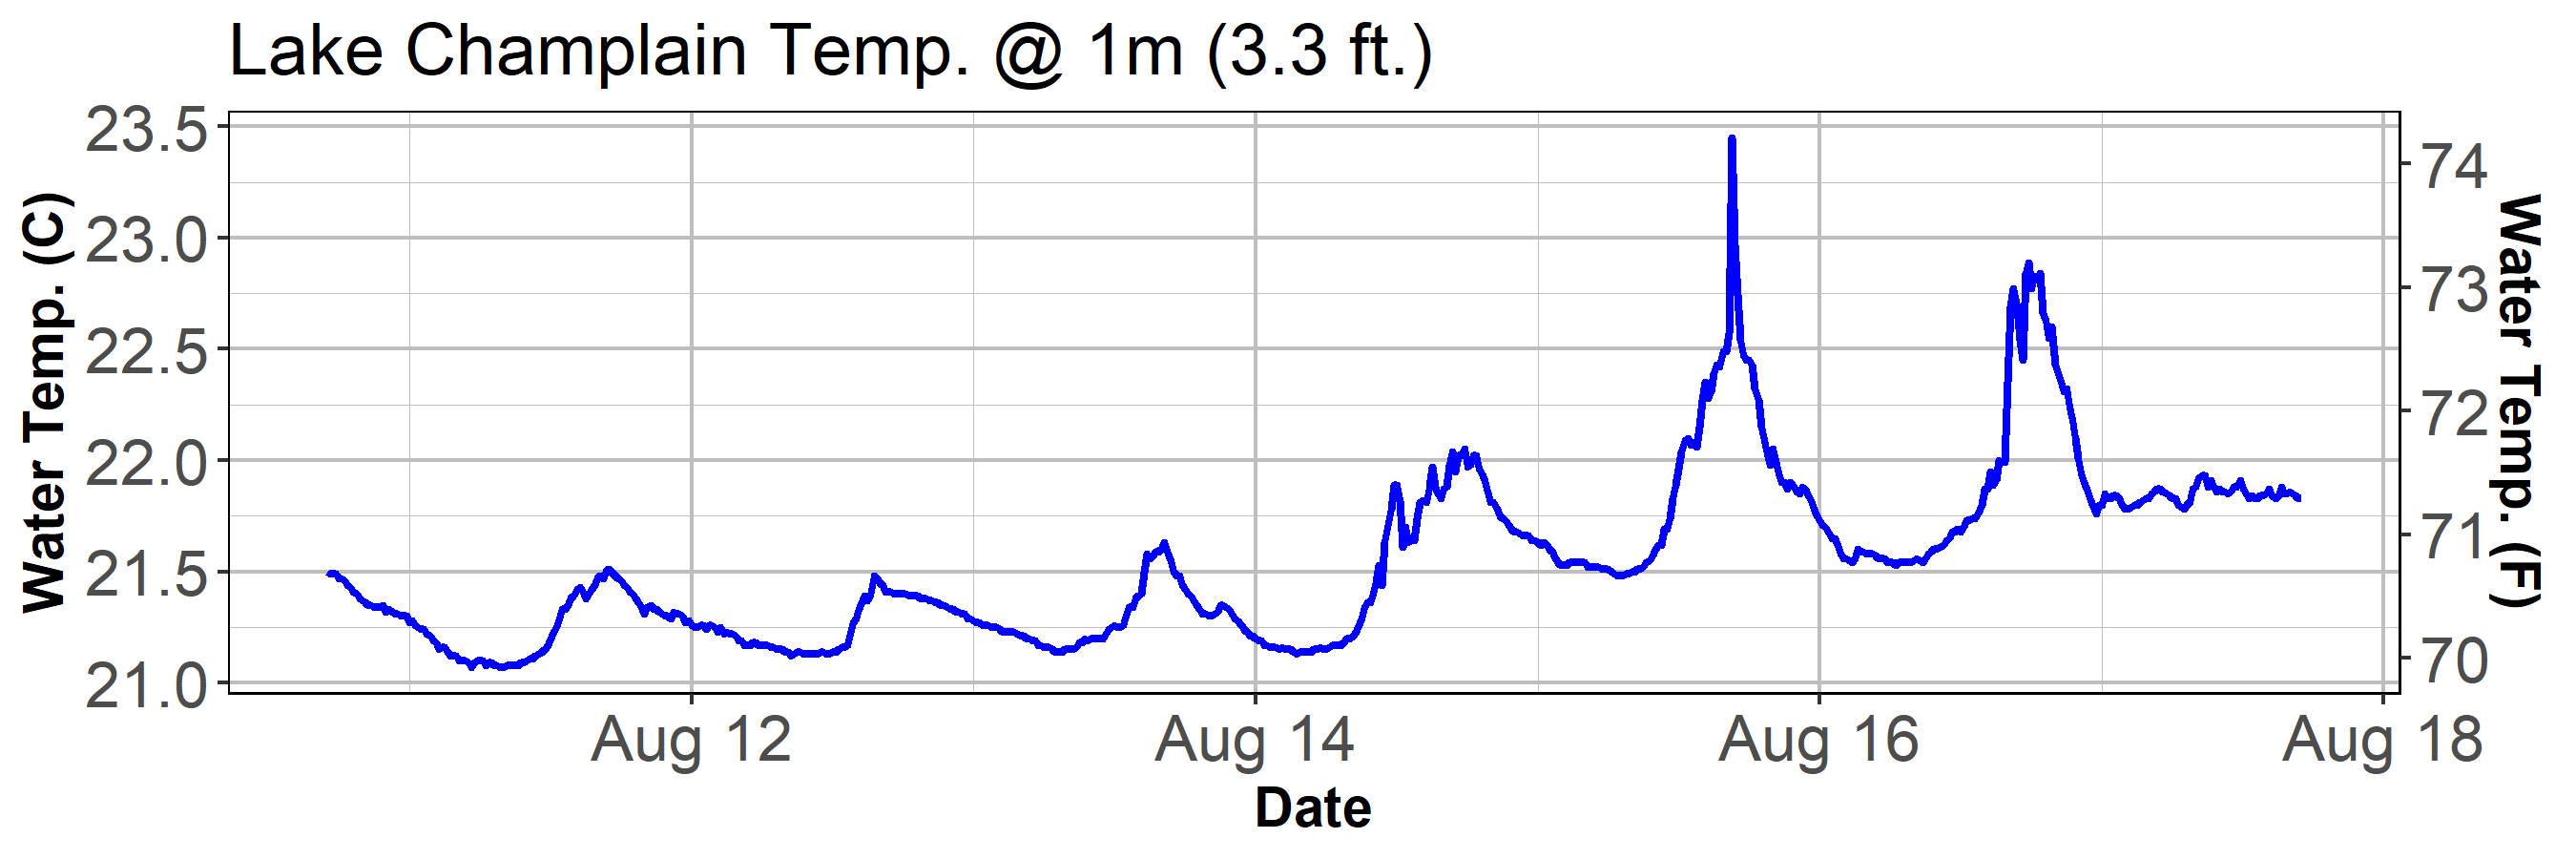 Lake Champlain Temp. @ 1m (3.3 ft.)
Water Temp. (C)
23.5
23.0
22.5
22.0
21.5
21.0
74
73
72
71
70
Water Temp. (F)
Aug 12
Aug 14
Aug 16
Aug 18
Date